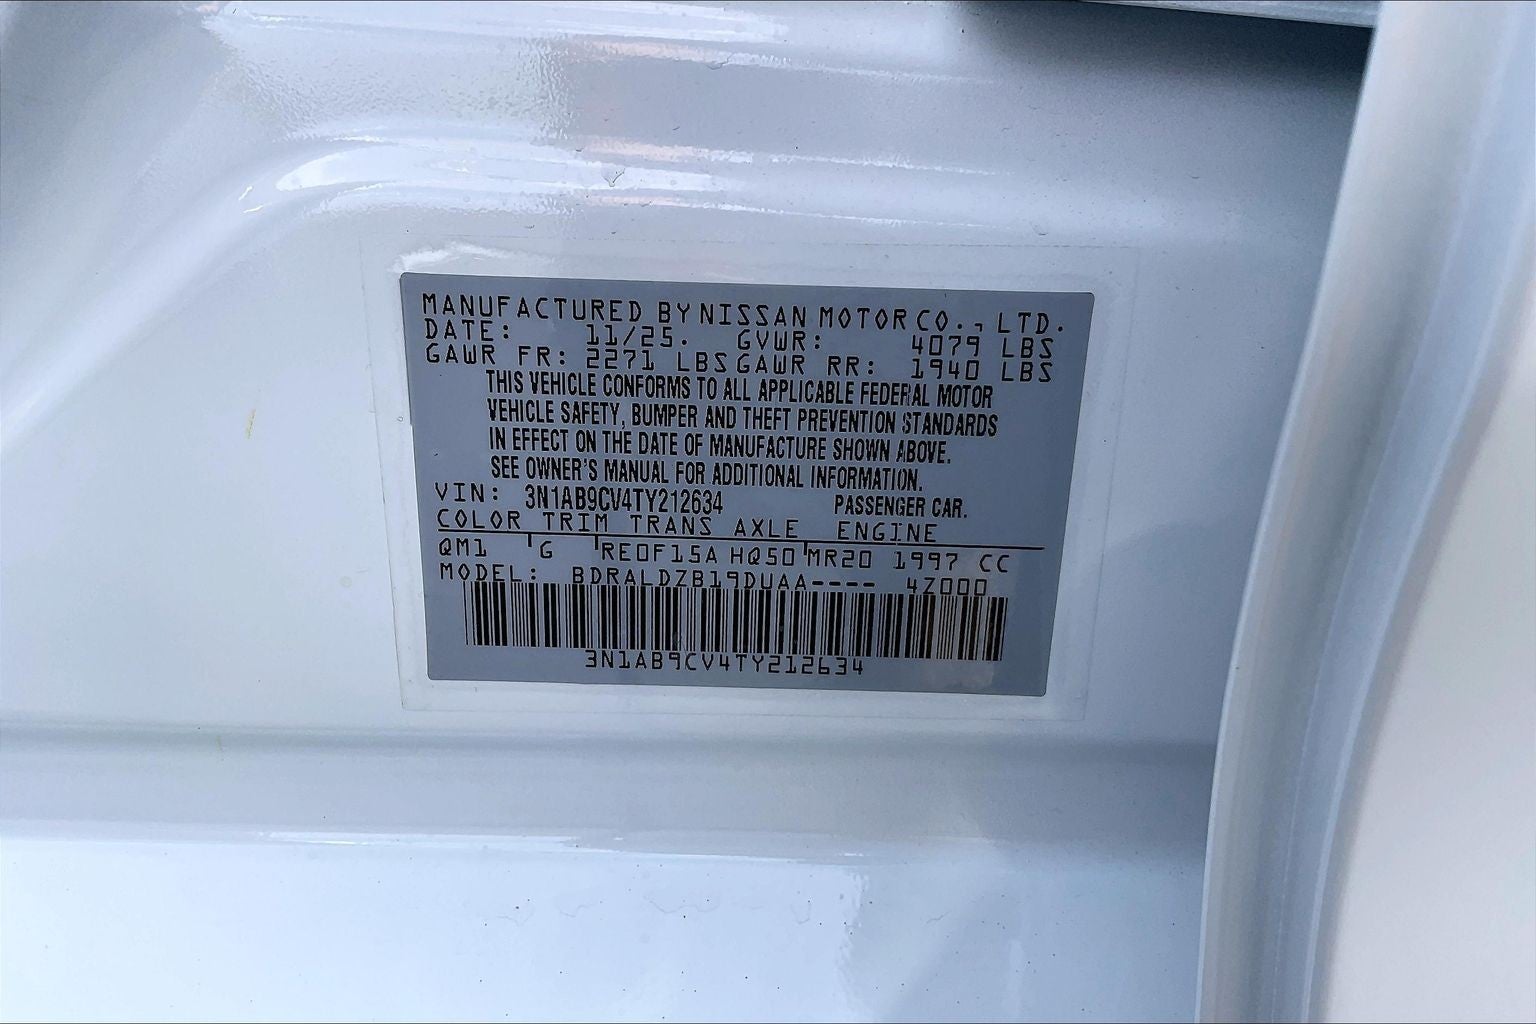 MANUFACTURED BY NISSAN MOTOR CO., LTD.
DATE: 11/25. GVWR: 4079 LBS
GAWR FR: 2271 LBS GAWR RR: 1940 LBS
THIS VEHICLE CONFORMS TO ALL APPLICABLE FEDERAL MOTOR
VEHICLE SAFETY, BUMPER AND THEFT PREVENTION STANDARDS
IN EFFECT ON THE DATE OF MANUFACTURE SHOWN ABOVE.
SEE OWNER'S MANUAL FOR ADDITIONAL INFORMATION.
VIN: 3N1AB9CV4TY212634 PASSENGER CAR.
COLOR TRIM TRANS AXLE ENGINE
QM1 G RE0F15A HQ50 MR20 1997 CC
MODEL: BDRALDZB19DUAA---- 4Z000
3N1AB9CV4TY212634